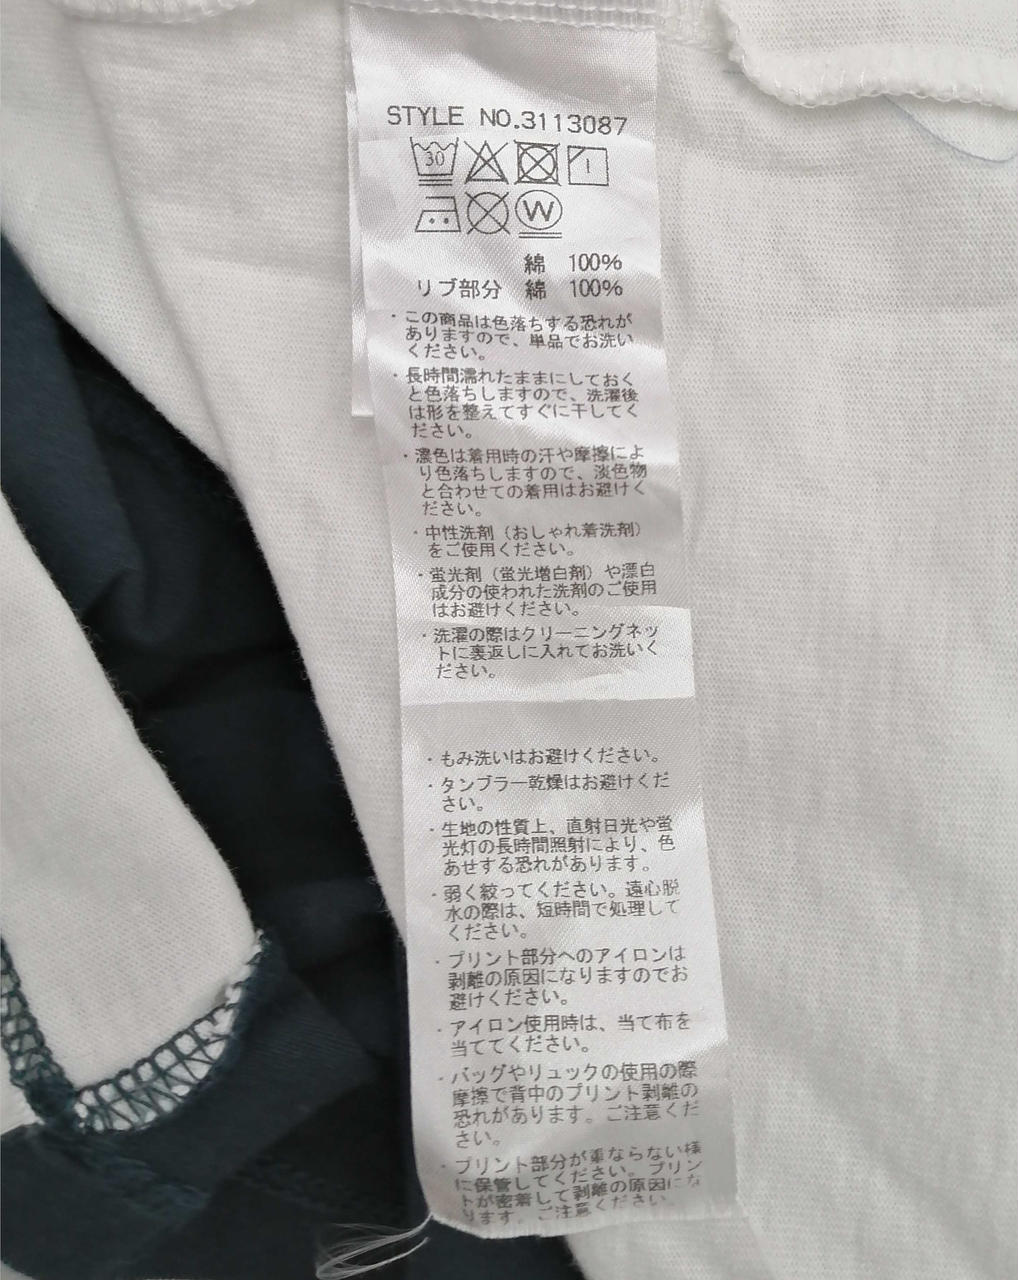 STYLE NO.3113087
30
W
綿 100%
リブ部分 綿 100%
・この商品は色落ちする恐れが
ありますので、単品でお洗い
ください。
・長時間濡れたままにしておく
と色落ちしますので、洗濯後
は形を整えてすぐに干してく
ださい。
・濃色は着用時の汗や摩擦によ
り色落ちしますので、淡色物
と合わせての着用はお避けく
ださい。
・中性洗剤（おしゃれ着洗剤）
をご使用ください。
・蛍光剤（蛍光増白剤）や漂白
成分の使われた洗剤のご使用
はお避けください。
・洗濯の際はクリーニングネッ
トに裏返しに入れてお洗いく
ださい。
・もみ洗いはお避けください。
・タンブラー乾燥はお避けくだ
さい。
・生地の性質上、直射日光や蛍
光灯の長時間照射により、色
あせする恐れがあります。
・弱く絞ってください。遠心脱
水の際は、短時間で処理して
ください。
・プリント部分へのアイロンは
剥離の原因になりますのでお
避けください。
・アイロン使用時は、当て布を
当ててください。
・バッグやリュックの使用の際
摩擦で背中のプリント剥離の
恐れがあります。ご注意くだ
さい。
・プリント部分が重ならない様
に保管してください。プリン
トが密着して剥離の原因にな
ります。ご注意ください。